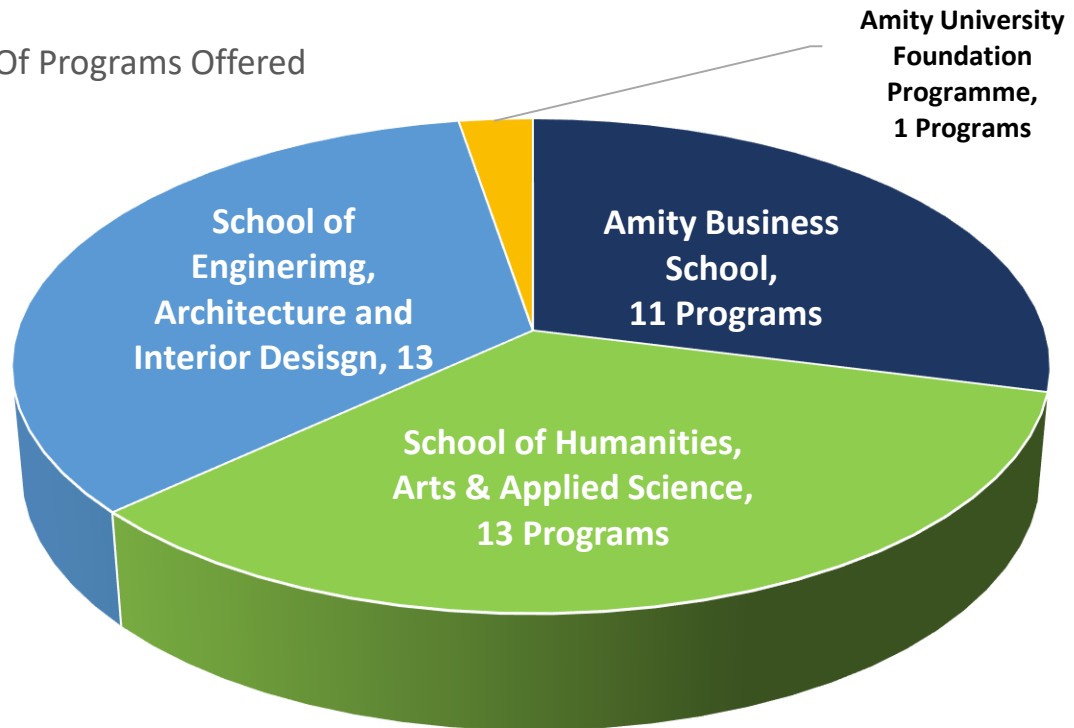 Of Programs Offered
Amity University
Foundation
Programme,
1 Programs
School of
Enginerimg,
Architecture and
Interior Desisgn, 13
Amity Business
School,
11 Programs
School of Humanities,
Arts & Applied Science,
13 Programs